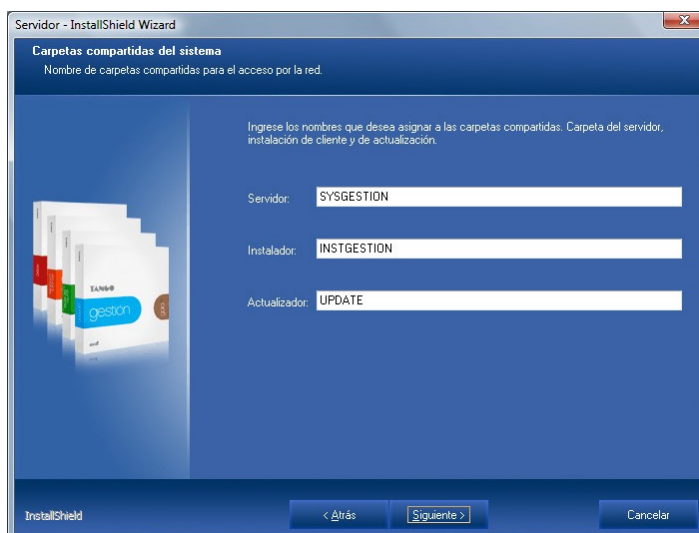 Servidor - InstallShield Wizard
Carpetas compartidas del sistema
Nombre de carpetas compartidas para el acceso por la red.
Ingrese los nombres que desea asignar a las carpetas compartidas. Carpeta del servidor,
instalación de cliente y de actualización.
Servidor: SYSGESTION
Instalador: INSTGESTION
Actualizador: UPDATE
TANGO
gestion
InstallShield
< Atrás
Siguiente >
Cancelar